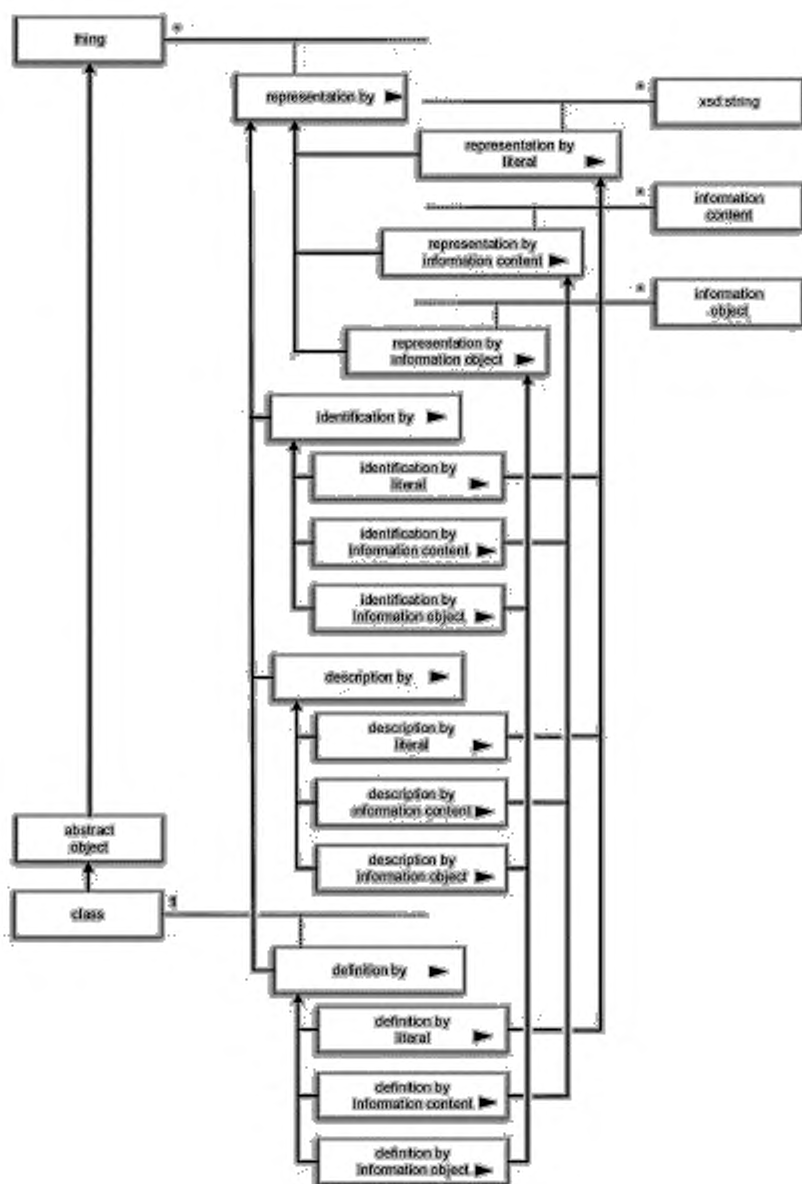 thing
*
representation by
*
xsd:string
representation by
literal
*
information
content
representation by
information content
*
information
object
representation by
information object
identification by
identification by
literal
identification by
Information content
identification by
Information object
description by
description by
literal
description by
information content
description by
information object
abstract
object
class
1
definition by
definition by
literal
definition by
Information content
definition by
Information object